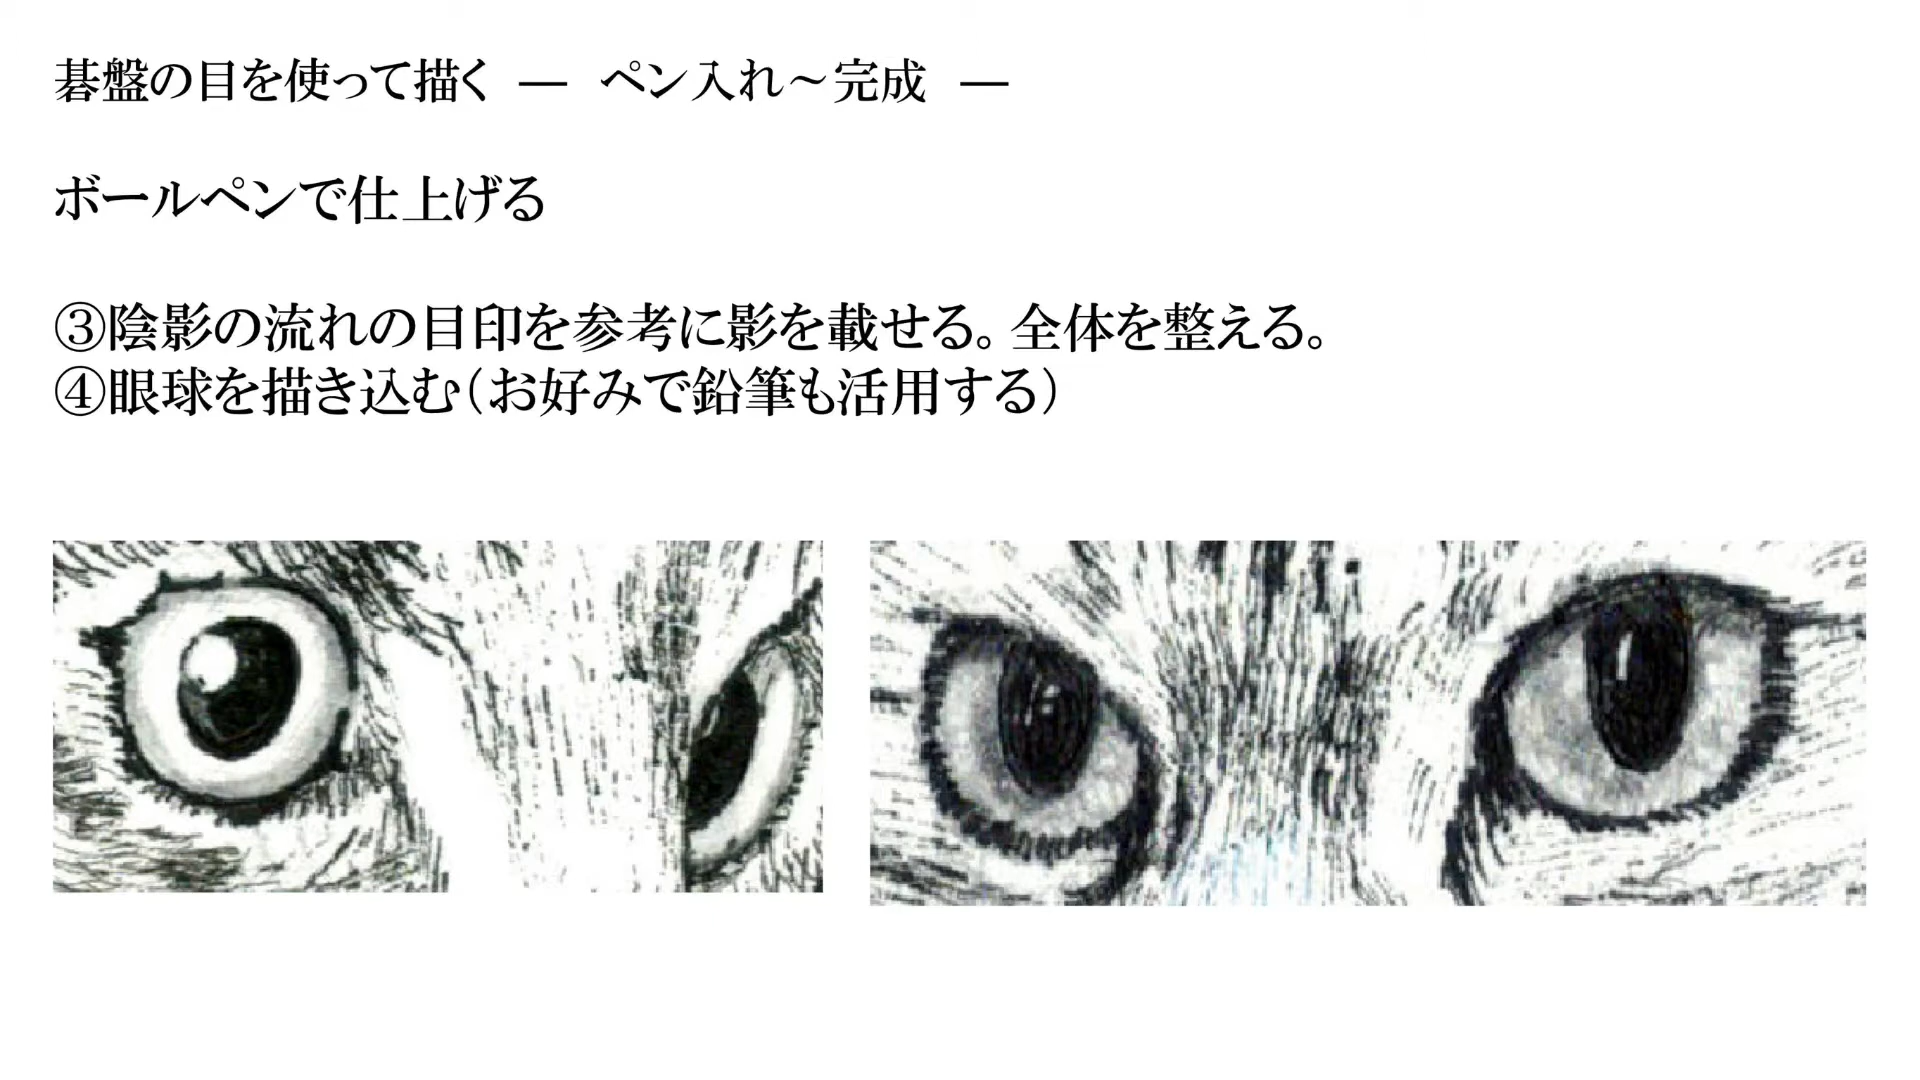 碁盤の目を使って描く ― ペン入れ～完成 ―
ボールペンで仕上げる
③陰影の流れの目印を参考に影を載せる。全体を整える。
④眼球を描き込む（お好みで鉛筆も活用する）